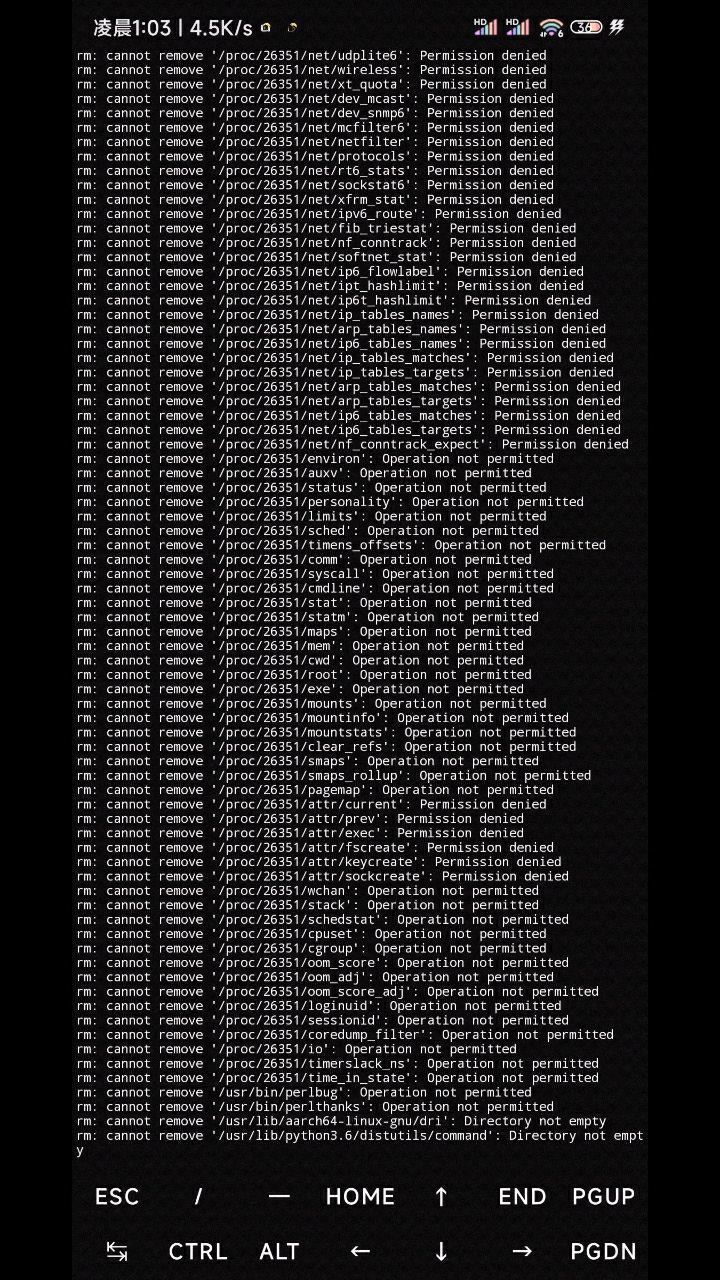 凌晨1:03 | 4.5K/s HD HD 6 36
rm: cannot remove '/proc/26351/net/udplite6': Permission denied
rm: cannot remove '/proc/26351/net/wireless': Permission denied
rm: cannot remove '/proc/26351/net/xt_quota': Permission denied
rm: cannot remove '/proc/26351/net/dev_mcast': Permission denied
rm: cannot remove '/proc/26351/net/dev_snmp6': Permission denied
rm: cannot remove '/proc/26351/net/mcfilter6': Permission denied
rm: cannot remove '/proc/26351/net/netfilter': Permission denied
rm: cannot remove '/proc/26351/net/protocols': Permission denied
rm: cannot remove '/proc/26351/net/rt6_stats': Permission denied
rm: cannot remove '/proc/26351/net/sockstat6': Permission denied
rm: cannot remove '/proc/26351/net/xfrm_stat': Permission denied
rm: cannot remove '/proc/26351/net/ipv6_route': Permission denied
rm: cannot remove '/proc/26351/net/fib_triestat': Permission denied
rm: cannot remove '/proc/26351/net/nf_conntrack': Permission denied
rm: cannot remove '/proc/26351/net/softnet_stat': Permission denied
rm: cannot remove '/proc/26351/net/ip6_flowlabel': Permission denied
rm: cannot remove '/proc/26351/net/ipt_hashlimit': Permission denied
rm: cannot remove '/proc/26351/net/ip6t_hashlimit': Permission denied
rm: cannot remove '/proc/26351/net/ip_tables_names': Permission denied
rm: cannot remove '/proc/26351/net/arp_tables_names': Permission denied
rm: cannot remove '/proc/26351/net/ip6_tables_names': Permission denied
rm: cannot remove '/proc/26351/net/ip_tables_matches': Permission denied
rm: cannot remove '/proc/26351/net/ip_tables_targets': Permission denied
rm: cannot remove '/proc/26351/net/arp_tables_matches': Permission denied
rm: cannot remove '/proc/26351/net/arp_tables_targets': Permission denied
rm: cannot remove '/proc/26351/net/ip6_tables_matches': Permission denied
rm: cannot remove '/proc/26351/net/ip6_tables_targets': Permission denied
rm: cannot remove '/proc/26351/net/nf_conntrack_expect': Permission denied
rm: cannot remove '/proc/26351/environ': Operation not permitted
rm: cannot remove '/proc/26351/auxv': Operation not permitted
rm: cannot remove '/proc/26351/status': Operation not permitted
rm: cannot remove '/proc/26351/personality': Operation not permitted
rm: cannot remove '/proc/26351/limits': Operation not permitted
rm: cannot remove '/proc/26351/sched': Operation not permitted
rm: cannot remove '/proc/26351/timens_offsets': Operation not permitted
rm: cannot remove '/proc/26351/comm': Operation not permitted
rm: cannot remove '/proc/26351/syscall': Operation not permitted
rm: cannot remove '/proc/26351/cmdline': Operation not permitted
rm: cannot remove '/proc/26351/stat': Operation not permitted
rm: cannot remove '/proc/26351/statm': Operation not permitted
rm: cannot remove '/proc/26351/maps': Operation not permitted
rm: cannot remove '/proc/26351/mem': Operation not permitted
rm: cannot remove '/proc/26351/cwd': Operation not permitted
rm: cannot remove '/proc/26351/root': Operation not permitted
rm: cannot remove '/proc/26351/exe': Operation not permitted
rm: cannot remove '/proc/26351/mounts': Operation not permitted
rm: cannot remove '/proc/26351/mountinfo': Operation not permitted
rm: cannot remove '/proc/26351/mountstats': Operation not permitted
rm: cannot remove '/proc/26351/clear_refs': Operation not permitted
rm: cannot remove '/proc/26351/smaps': Operation not permitted
rm: cannot remove '/proc/26351/smaps_rollup': Operation not permitted
rm: cannot remove '/proc/26351/pagemap': Operation not permitted
rm: cannot remove '/proc/26351/attr/current': Permission denied
rm: cannot remove '/proc/26351/attr/prev': Permission denied
rm: cannot remove '/proc/26351/attr/exec': Permission denied
rm: cannot remove '/proc/26351/attr/fscreate': Permission denied
rm: cannot remove '/proc/26351/attr/keycreate': Permission denied
rm: cannot remove '/proc/26351/attr/sockcreate': Permission denied
rm: cannot remove '/proc/26351/wchan': Operation not permitted
rm: cannot remove '/proc/26351/stack': Operation not permitted
rm: cannot remove '/proc/26351/schedstat': Operation not permitted
rm: cannot remove '/proc/26351/cpuset': Operation not permitted
rm: cannot remove '/proc/26351/cgroup': Operation not permitted
rm: cannot remove '/proc/26351/oom_score': Operation not permitted
rm: cannot remove '/proc/26351/oom_adj': Operation not permitted
rm: cannot remove '/proc/26351/oom_score_adj': Operation not permitted
rm: cannot remove '/proc/26351/loginuid': Operation not permitted
rm: cannot remove '/proc/26351/sessionid': Operation not permitted
rm: cannot remove '/proc/26351/coredump_filter': Operation not permitted
rm: cannot remove '/proc/26351/io': Operation not permitted
rm: cannot remove '/proc/26351/timerslack_ns': Operation not permitted
rm: cannot remove '/proc/26351/time_in_state': Operation not permitted
rm: cannot remove '/usr/bin/perlbug': Operation not permitted
rm: cannot remove '/usr/bin/perlthanks': Operation not permitted
rm: cannot remove '/usr/lib/aarch64-linux-gnu/dri': Directory not empty
rm: cannot remove '/usr/lib/python3.6/distutils/command': Directory not empt
y
ESC / — HOME ↑ END PGUP
↹ CTRL ALT ← ↓ → PGDN